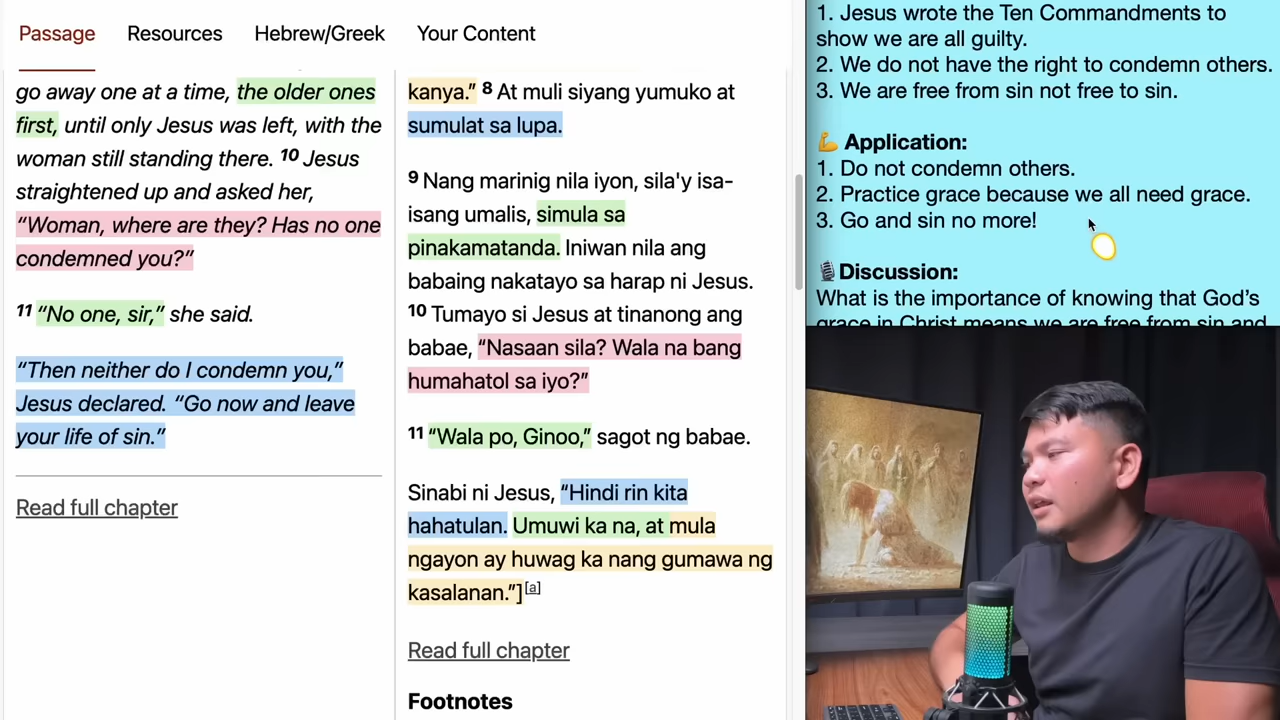 Passage
Resources
Hebrew/Greek
Your Content
go away one at a time, the older ones
first, until only Jesus was left, with the
woman still standing there. 10 Jesus
straightened up and asked her,
“Woman, where are they? Has no one
condemned you?”
11 “No one, sir,” she said.
“Then neither do I condemn you,”
Jesus declared. “Go now and leave
your life of sin.”
Read full chapter
kanya.” 8 At muli siyang yumuko at
sumulat sa lupa.
9 Nang marinig nila iyon, sila'y isa-
isang umalis, simula sa
pinakamatanda. Iniwan nila ang
babaing nakatayo sa harap ni Jesus.
10 Tumayo si Jesus at tinanong ang
babae, “Nasaan sila? Wala na bang
humahatol sa iyo?”
11 “Wala po, Ginoo,” sagot ng babae.
Sinabi ni Jesus, “Hindi rin kita
hahatulan. Umuwi ka na, at mula
ngayon ay huwag ka nang gumawa ng
kasalanan.”][a]
Read full chapter
Footnotes
1. Jesus wrote the Ten Commandments to
show we are all guilty.
2. We do not have the right to condemn others.
3. We are free from sin not free to sin.
💪 Application:
1. Do not condemn others.
2. Practice grace because we all need grace.
3. Go and sin no more!
🎙️Discussion:
What is the importance of knowing that God’s
grace in Christ means we are free from sin and